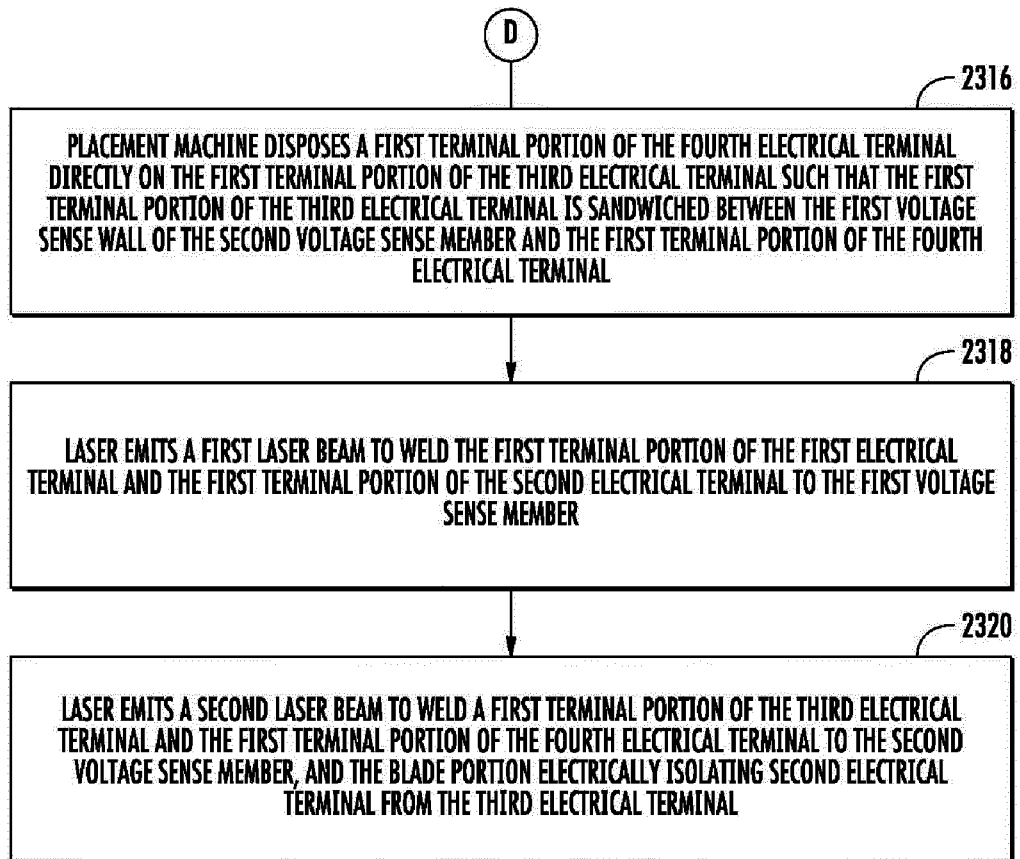 D
2316
PLACEMENT MACHINE DISPOSES A FIRST TERMINAL PORTION OF THE FOURTH ELECTRICAL TERMINAL
DIRECTLY ON THE FIRST TERMINAL PORTION OF THE THIRD ELECTRICAL TERMINAL SUCH THAT THE FIRST
TERMINAL PORTION OF THE THIRD ELECTRICAL TERMINAL IS SANDWICHED BETWEEN THE FIRST VOLTAGE
SENSE WALL OF THE SECOND VOLTAGE SENSE MEMBER AND THE FIRST TERMINAL PORTION OF THE FOURTH
ELECTRICAL TERMINAL
2318
LASER EMITS A FIRST LASER BEAM TO WELD THE FIRST TERMINAL PORTION OF THE FIRST ELECTRICAL
TERMINAL AND THE FIRST TERMINAL PORTION OF THE SECOND ELECTRICAL TERMINAL TO THE FIRST VOLTAGE
SENSE MEMBER
2320
LASER EMITS A SECOND LASER BEAM TO WELD A FIRST TERMINAL PORTION OF THE THIRD ELECTRICAL
TERMINAL AND THE FIRST TERMINAL PORTION OF THE FOURTH ELECTRICAL TERMINAL TO THE SECOND
VOLTAGE SENSE MEMBER, AND THE BLADE PORTION ELECTRICALLY ISOLATING SECOND ELECTRICAL
TERMINAL FROM THE THIRD ELECTRICAL TERMINAL